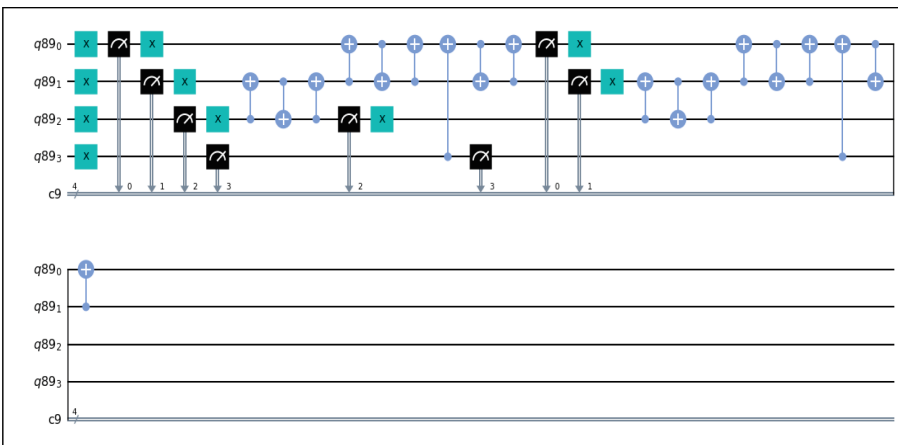 q89₀ X X X
q89₁ X X X
q89₂ X X X
q89₃ X
c9 4 0 1 2 3 2 3 0 1
q89₀
q89₁
q89₂
q89₃
c9 4